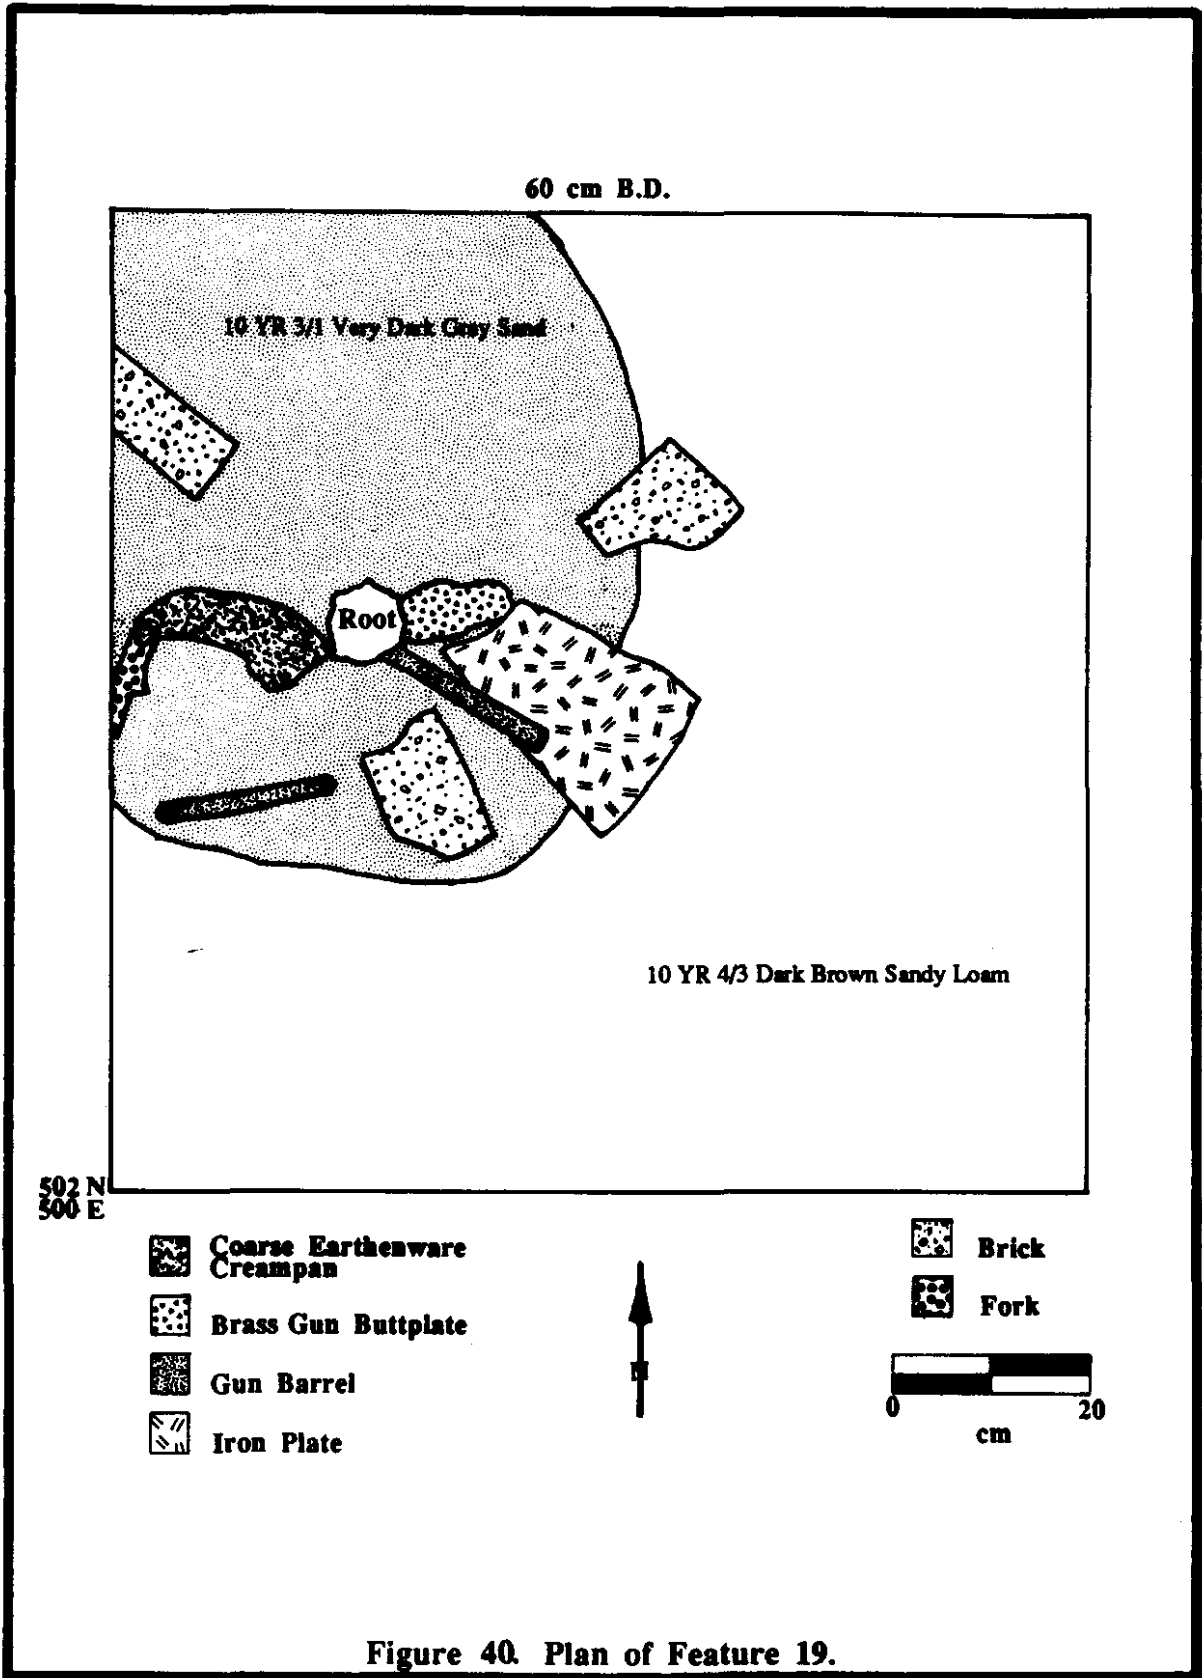 60 cm B.D.
10 YR 3/1 Very Dark Gray Sand
Root
10 YR 4/3 Dark Brown Sandy Loam
502 N
500 E
Coarse Earthenware
Creampan
Brass Gun Buttplate
Gun Barrel
Iron Plate
N
Brick
Fork
0 20
cm
Figure 40. Plan of Feature 19.